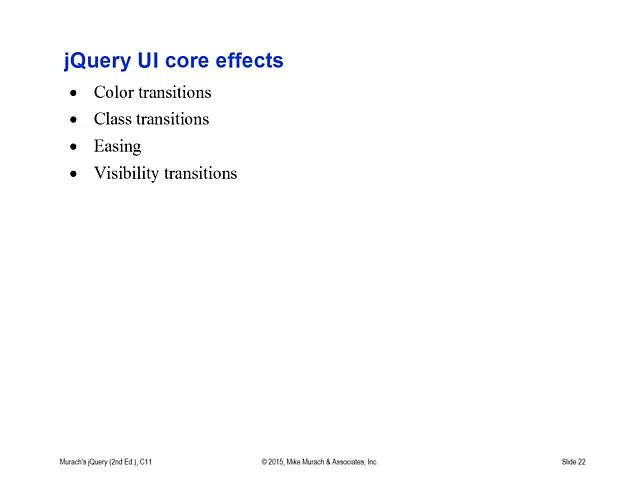 jQuery UI core effects
• Color transitions
• Class transitions
• Easing
• Visibility transitions
Murach's jQuery (2nd Ed.), C11 © 2015, Mike Murach & Associates, Inc. Slide 22